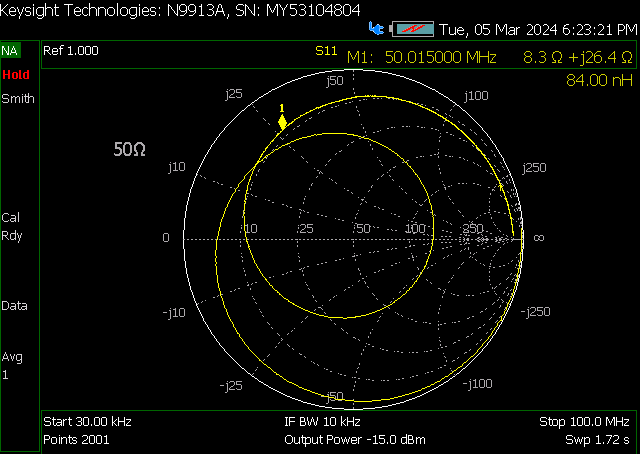 Keysight Technologies: N9913A, SN: MY53104804
Tue, 05 Mar 2024 6:23:21 PM
NA
Ref 1.000
S11
M1: 50.015000 MHz
8.3 Ω +j26.4 Ω
84.00 nH
Hold
Smith
50Ω
j50
j25
1
j100
j10
j250
Cal
Rdy
0
10
25
50
100
250
∞
-j10
-j250
Data
Avg
1
-j25
-j100
j50
Start 30.00 kHz
IF BW 10 kHz
Stop 100.0 MHz
Points 2001
Output Power -15.0 dBm
Swp 1.72 s